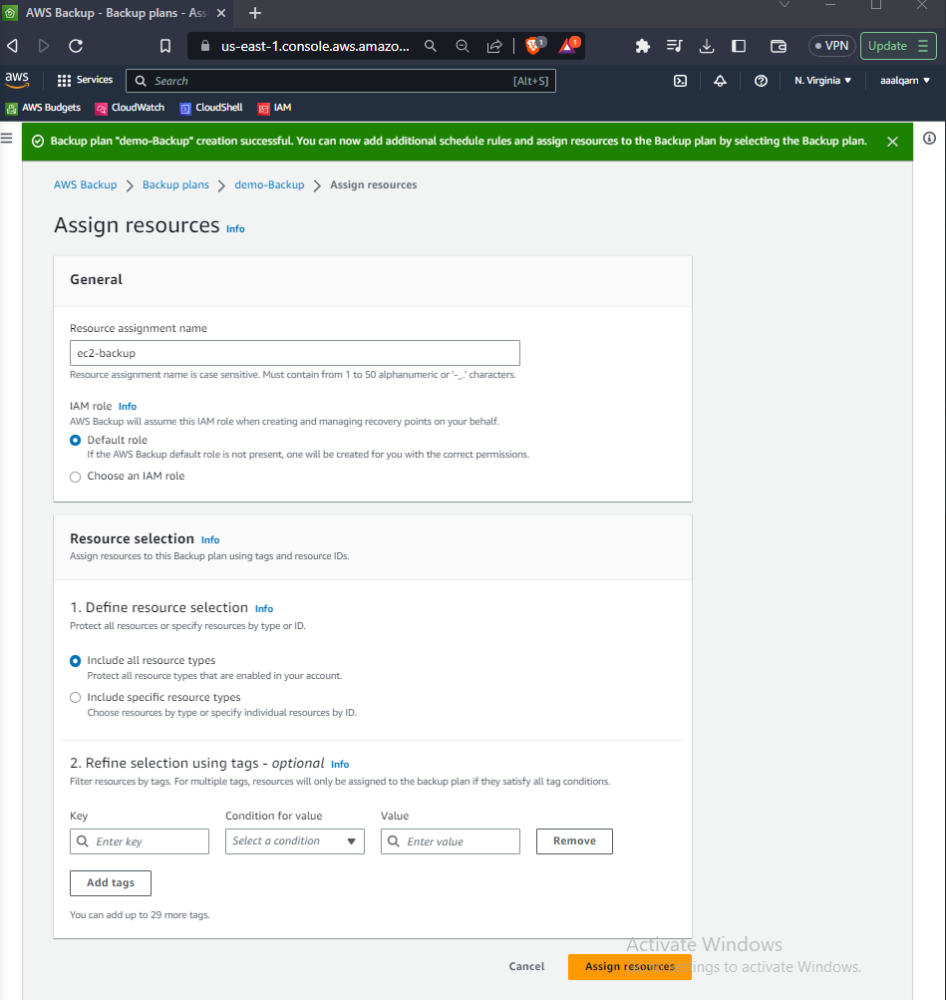 AWS Backup - Backup plans - Ass
us-east-1.console.aws.amazo...
1
1
VPN
Update
aws
Services
Search
[Alt+S]
N. Virginia
aaalqarn
AWS Budgets
CloudWatch
CloudShell
IAM
Backup plan "demo-Backup" creation successful. You can now add additional schedule rules and assign resources to the Backup plan by selecting the Backup plan.
AWS Backup > Backup plans > demo-Backup > Assign resources
Assign resources Info
General
Resource assignment name
ec2-backup
Resource assignment name is case sensitive. Must contain from 1 to 50 alphanumeric or '-_.' characters.
IAM role Info
AWS Backup will assume this IAM role when creating and managing recovery points on your behalf.
Default role
If the AWS Backup default role is not present, one will be created for you with the correct permissions.
Choose an IAM role
Resource selection Info
Assign resources to this Backup plan using tags and resource IDs.
1. Define resource selection Info
Protect all resources or specify resources by type or ID.
Include all resource types
Protect all resource types that are enabled in your account.
Include specific resource types
Choose resources by type or specify individual resources by ID.
2. Refine selection using tags - optional Info
Filter resources by tags. For multiple tags, resources will only be assigned to the backup plan if they satisfy all tag conditions.
Key Condition for value Value
Enter key Select a condition Enter value Remove
Add tags
You can add up to 29 more tags.
Activate Windows
Cancel Assign resources
ings to activate Windows.